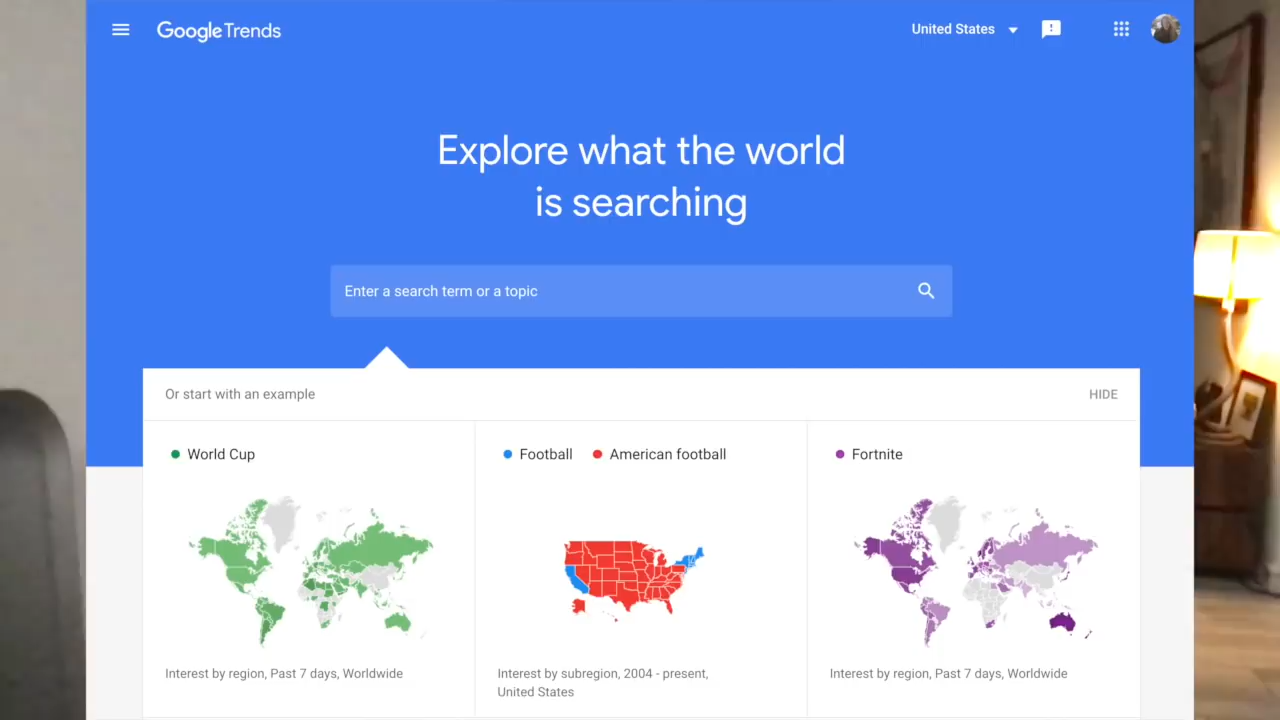 Google Trends
United States
Explore what the world
is searching
Enter a search term or a topic
Or start with an example
HIDE
World Cup
Football
American football
Fortnite
Interest by region, Past 7 days, Worldwide
Interest by subregion, 2004 - present,
United States
Interest by region, Past 7 days, Worldwide